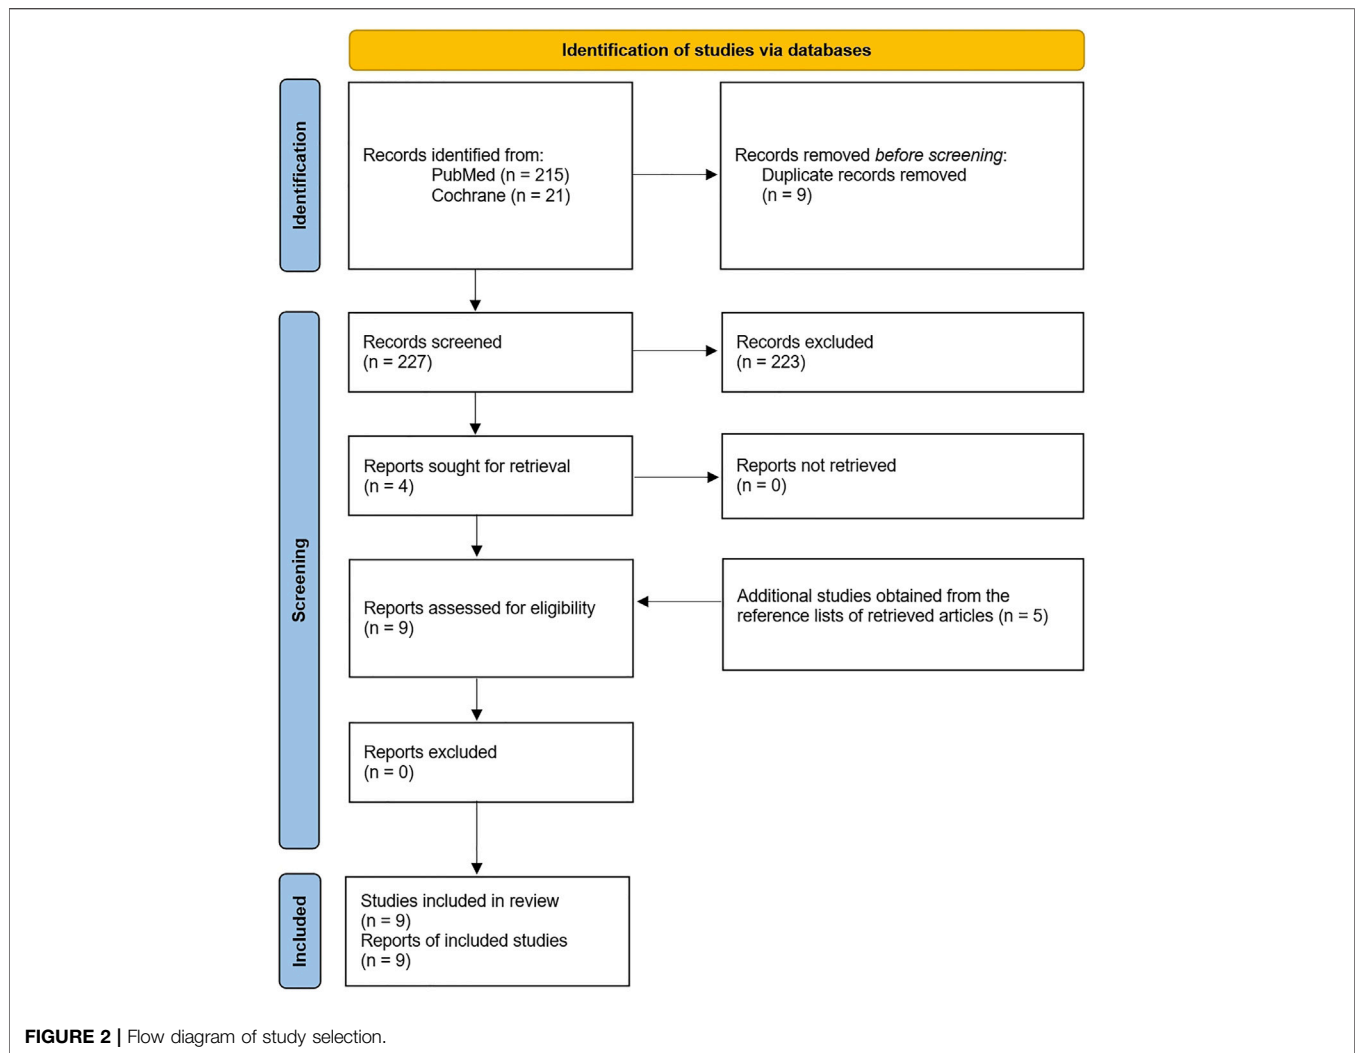 Identification of studies via databases
Identification
Records identified from:
PubMed (n = 215)
Cochrane (n = 21)
Records removed before screening:
Duplicate records removed
(n = 9)
Screening
Records screened
(n = 227)
Records excluded
(n = 223)
Reports sought for retrieval
(n = 4)
Reports not retrieved
(n = 0)
Reports assessed for eligibility
(n = 9)
Additional studies obtained from the
reference lists of retrieved articles (n = 5)
Reports excluded
(n = 0)
Included
Studies included in review
(n = 9)
Reports of included studies
(n = 9)
FIGURE 2 | Flow diagram of study selection.